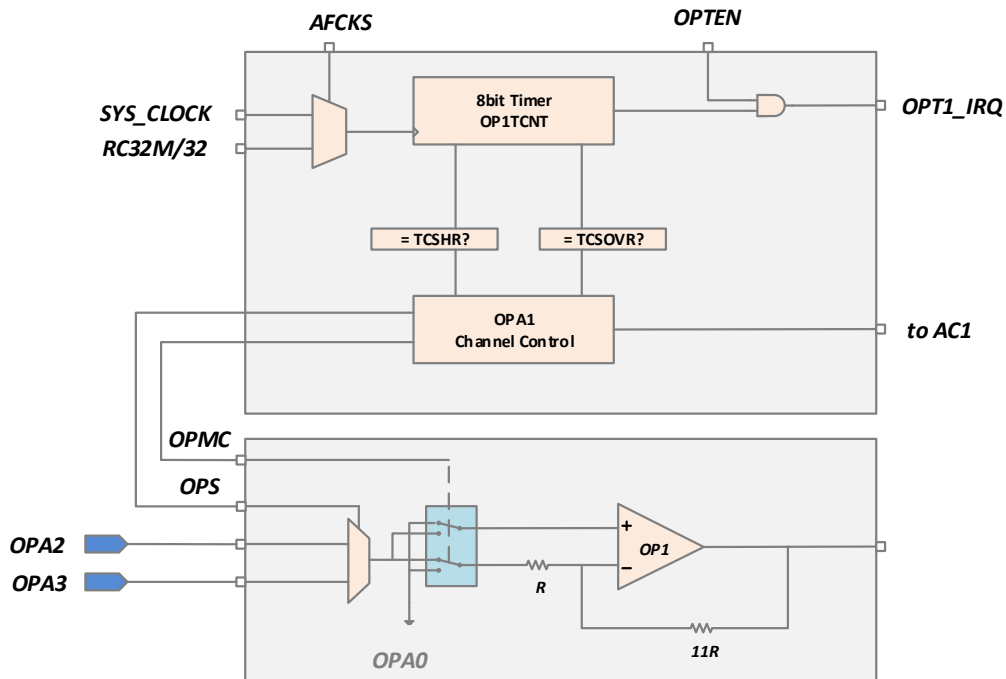 AFCKS
OPTEN
SYS_CLOCK
8bit Timer
OP1TCNT
OPT1_IRQ
RC32M/32
= TCSHR?
= TCSOVR?
OPA1
Channel Control
to AC1
OPMC
OPS
OPA2
+
OP1
−
OPA3
R
OPA0
11R